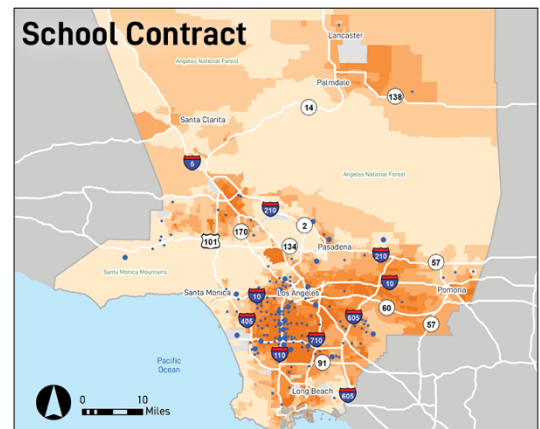 School Contract
Lancaster
Angeles National Forest
Palmdale
138
14
Santa Clarita
5
Angeles National Forest
210
2
101
170
134
Pasadena
210
57
Santa Monica Mountains
Santa Monica
10
Los Angeles
10
Pomona
60
405
605
57
710
110
91
Pacific
Ocean
Long Beach
605
0 10
Miles